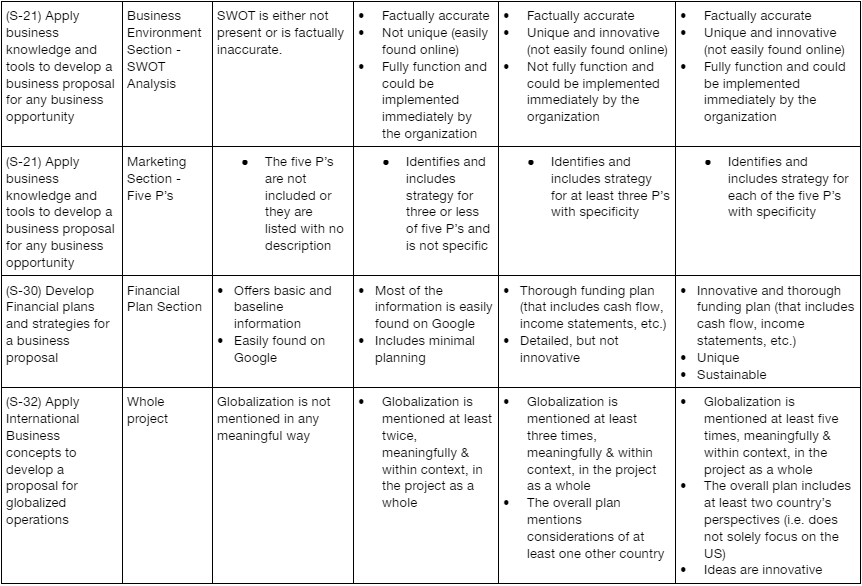 (S-21) Apply
business
knowledge and
tools to develop a
business proposal
for any business
opportunity
Business
Environment
Section -
SWOT
Analysis
SWOT is either not
present or is factually
inaccurate.
● Factually accurate
● Not unique (easily
found online)
● Fully function and
could be
implemented
immediately by
the organization
● Factually accurate
● Unique and innovative
(not easily found online)
● Not fully function and
could be implemented
immediately by the
organization
● Factually accurate
● Unique and innovative
(not easily found online)
● Fully function and could
be implemented
immediately by the
organization
(S-21) Apply
business
knowledge and
tools to develop a
business proposal
for any business
opportunity
Marketing
Section -
Five P's
● The five P's
are not
included or
they are
listed with no
description
● Identifies and
includes
strategy for
three or less
of five P's and
is not specific
● Identifies and
includes strategy
for at least three P's
with specificity
● Identifies and
includes strategy for
each of the five P's
with specificity
(S-30) Develop
Financial plans
and strategies for
a business
proposal
Financial
Plan Section
● Offers basic and
baseline
information
● Easily found on
Google
● Most of the
information is easily
found on Google
● Includes minimal
planning
● Thorough funding plan
(that includes cash flow,
income statements, etc.)
● Detailed, but not
innovative
● Innovative and thorough
funding plan (that includes
cash flow, income
statements, etc.)
● Unique
● Sustainable
(S-32) Apply
International
Business
concepts to
develop a
proposal for
globalized
operations
Whole
project
Globalization is not
mentioned in any
meaningful way
● Globalization is
mentioned at least
twice,
meaningfully &
within context, in
the project as a
whole
● Globalization is
mentioned at least
three times,
meaningfully & within
context, in the project
as a whole
● The overall plan
mentions
considerations of at
least one other country
● Globalization is
mentioned at least five
times, meaningfully &
within context, in the
project as a whole
● The overall plan includes
at least two country's
perspectives (i.e. does
not solely focus on the
US)
● Ideas are innovative